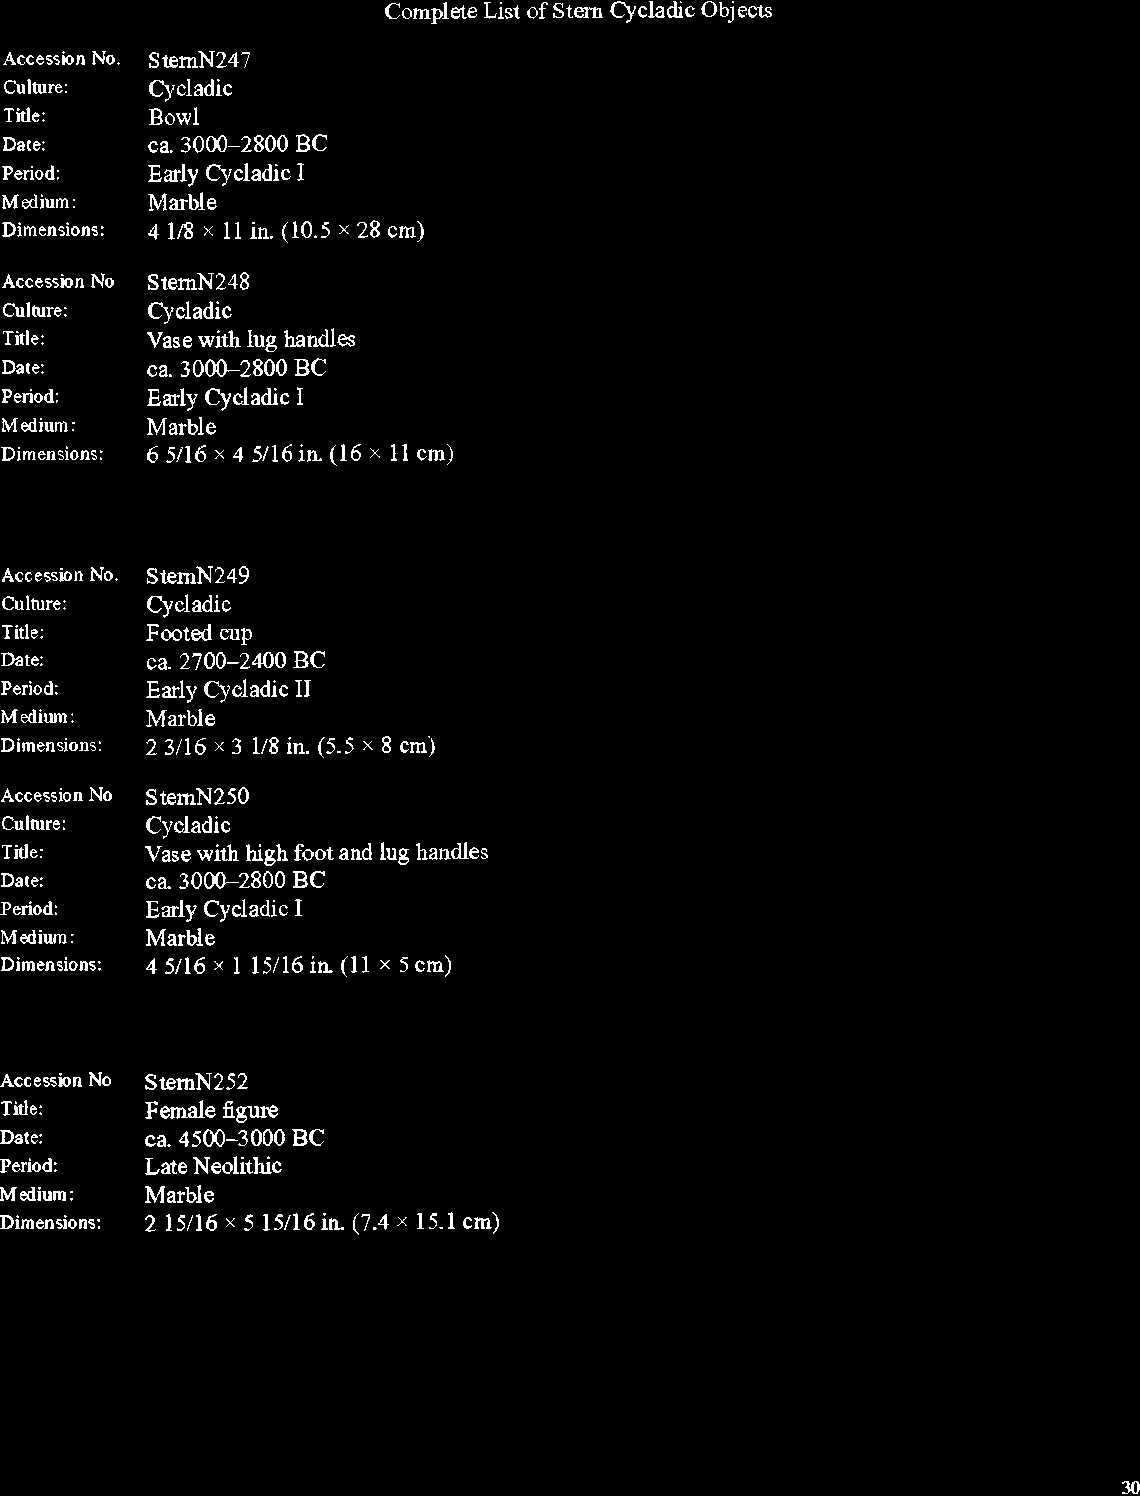 Complete List of Stern Cycladic Objects
Accession No. SternN247
Culture: Cycladic
Title: Bowl
Date: ca. 3000–2800 BC
Period: Early Cycladic I
Medium: Marble
Dimensions: 4 1/8 × 11 in. (10.5 × 28 cm)
Accession No SternN248
Culture: Cycladic
Title: Vase with lug handles
Date: ca. 3000–2800 BC
Period: Early Cycladic I
Medium: Marble
Dimensions: 6 5/16 × 4 5/16 in. (16 × 11 cm)
Accession No. SternN249
Culture: Cycladic
Title: Footed cup
Date: ca. 2700–2400 BC
Period: Early Cycladic II
Medium: Marble
Dimensions: 2 3/16 × 3 1/8 in. (5.5 × 8 cm)
Accession No SternN250
Culture: Cycladic
Title: Vase with high foot and lug handles
Date: ca. 3000–2800 BC
Period: Early Cycladic I
Medium: Marble
Dimensions: 4 5/16 × 1 15/16 in. (11 × 5 cm)
Accession No SternN252
Title: Female figure
Date: ca. 4500–3000 BC
Period: Late Neolithic
Medium: Marble
Dimensions: 2 15/16 × 5 15/16 in. (7.4 × 15.1 cm)
30